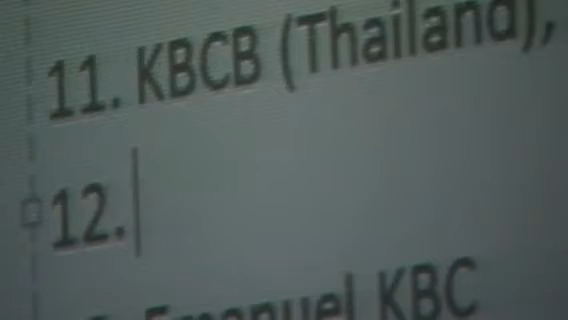 11. KBCB (Thailand),
12.
Emanuel KBC